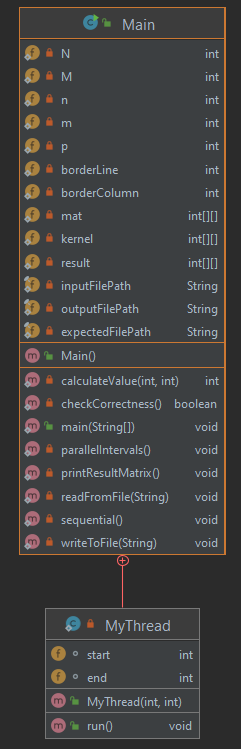 Main
N int
M int
n int
m int
p int
borderLine int
borderColumn int
mat int[][]
kernel int[][]
result int[][]
inputFilePath String
outputFilePath String
expectedFilePath String
Main()
calculateValue(int, int) int
checkCorrectness() boolean
main(String[]) void
parallelIntervals() void
printResultMatrix() void
readFromFile(String) void
sequential() void
writeToFile(String) void
MyThread
start int
end int
MyThread(int, int)
run() void